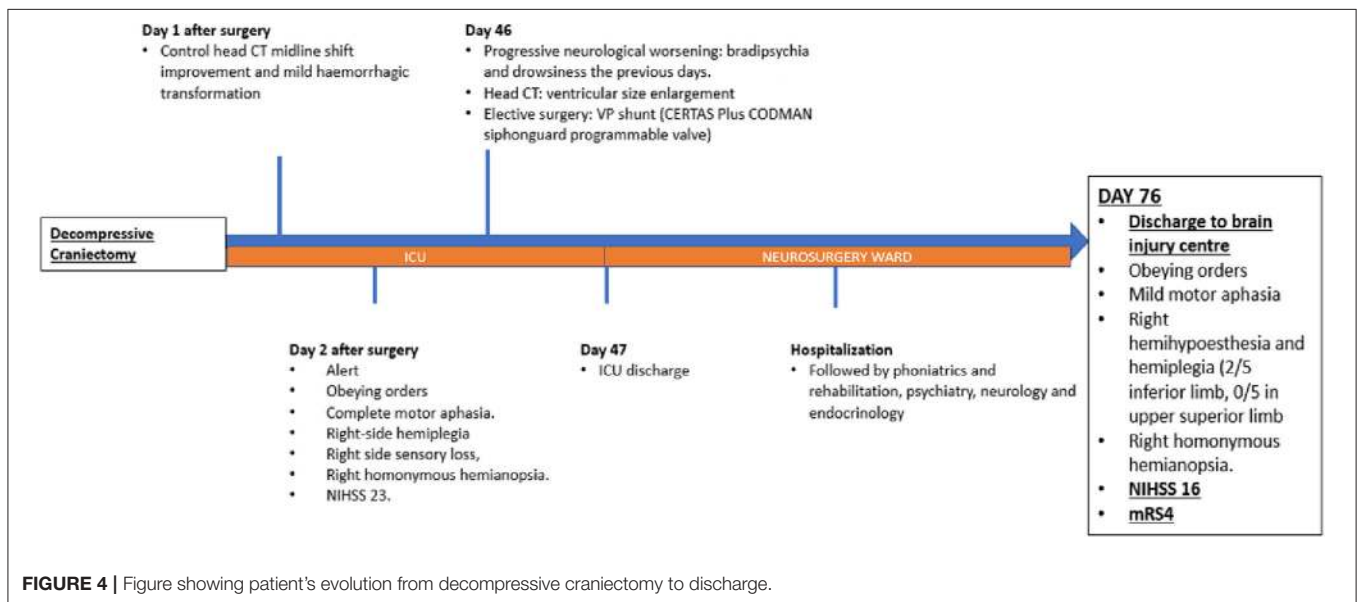 Day 1 after surgery
• Control head CT midline shift
improvement and mild haemorrhagic
transformation
Day 46
• Progressive neurological worsening: bradipsychia
and drowsiness the previous days.
• Head CT: ventricular size enlargement
• Elective surgery: VP shunt (CERTAS Plus CODMAN
siphonguard programmable valve)
Decompressive
Craniectomy
ICU
NEUROSURGERY WARD
Day 2 after surgery
• Alert
• Obeying orders
• Complete motor aphasia.
• Right-side hemiplegia
• Right side sensory loss,
• Right homonymous hemianopsia.
• NIHSS 23.
Day 47
• ICU discharge
Hospitalization
• Followed by phoniatrics and
rehabilitation, psychiatry, neurology and
endocrinology
DAY 76
• Discharge to brain
injury centre
• Obeying orders
• Mild motor aphasia
• Right
hemihypoesthesia and
hemiplegia (2/5
inferior limb, 0/5 in
upper superior limb
• Right homonymous
hemianopsia.
• NIHSS 16
• mRS4
FIGURE 4 | Figure showing patient's evolution from decompressive craniectomy to discharge.